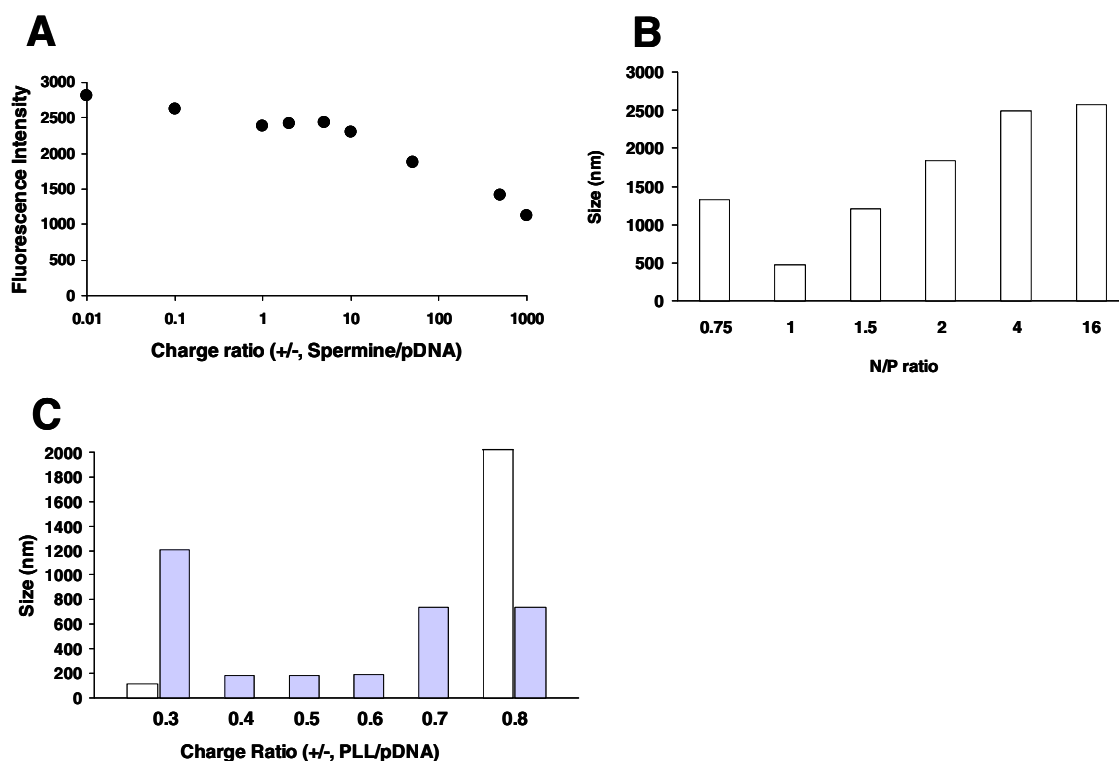 A
Fluorescence Intensity
3000
2500
2000
1500
1000
500
0
0.01 0.1 1 10 100 1000
Charge ratio (+/-, Spermine/pDNA)
B
Size (nm)
3000
2500
2000
1500
1000
500
0
0.75 1 1.5 2 4 16
N/P ratio
C
Size (nm)
2000
1800
1600
1400
1200
1000
800
600
400
200
0
0.3 0.4 0.5 0.6 0.7 0.8
Charge Ratio (+/-, PLL/pDNA)